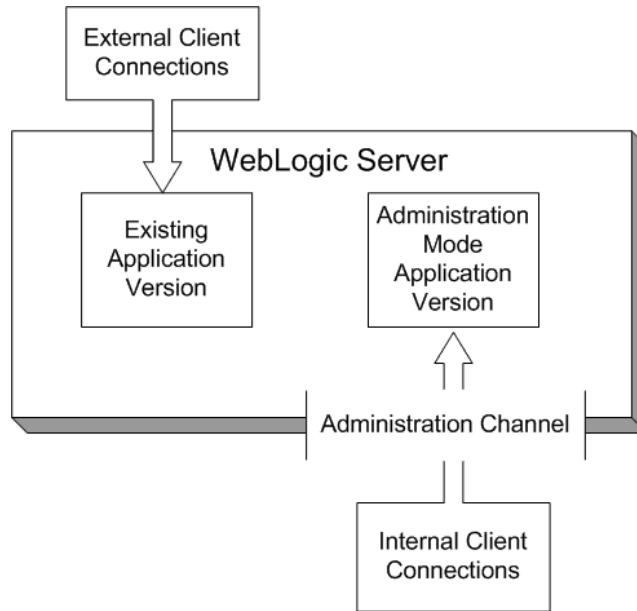 External Client
Connections
WebLogic Server
Existing
Application
Version
Administration
Mode
Application
Version
Administration Channel
Internal Client
Connections